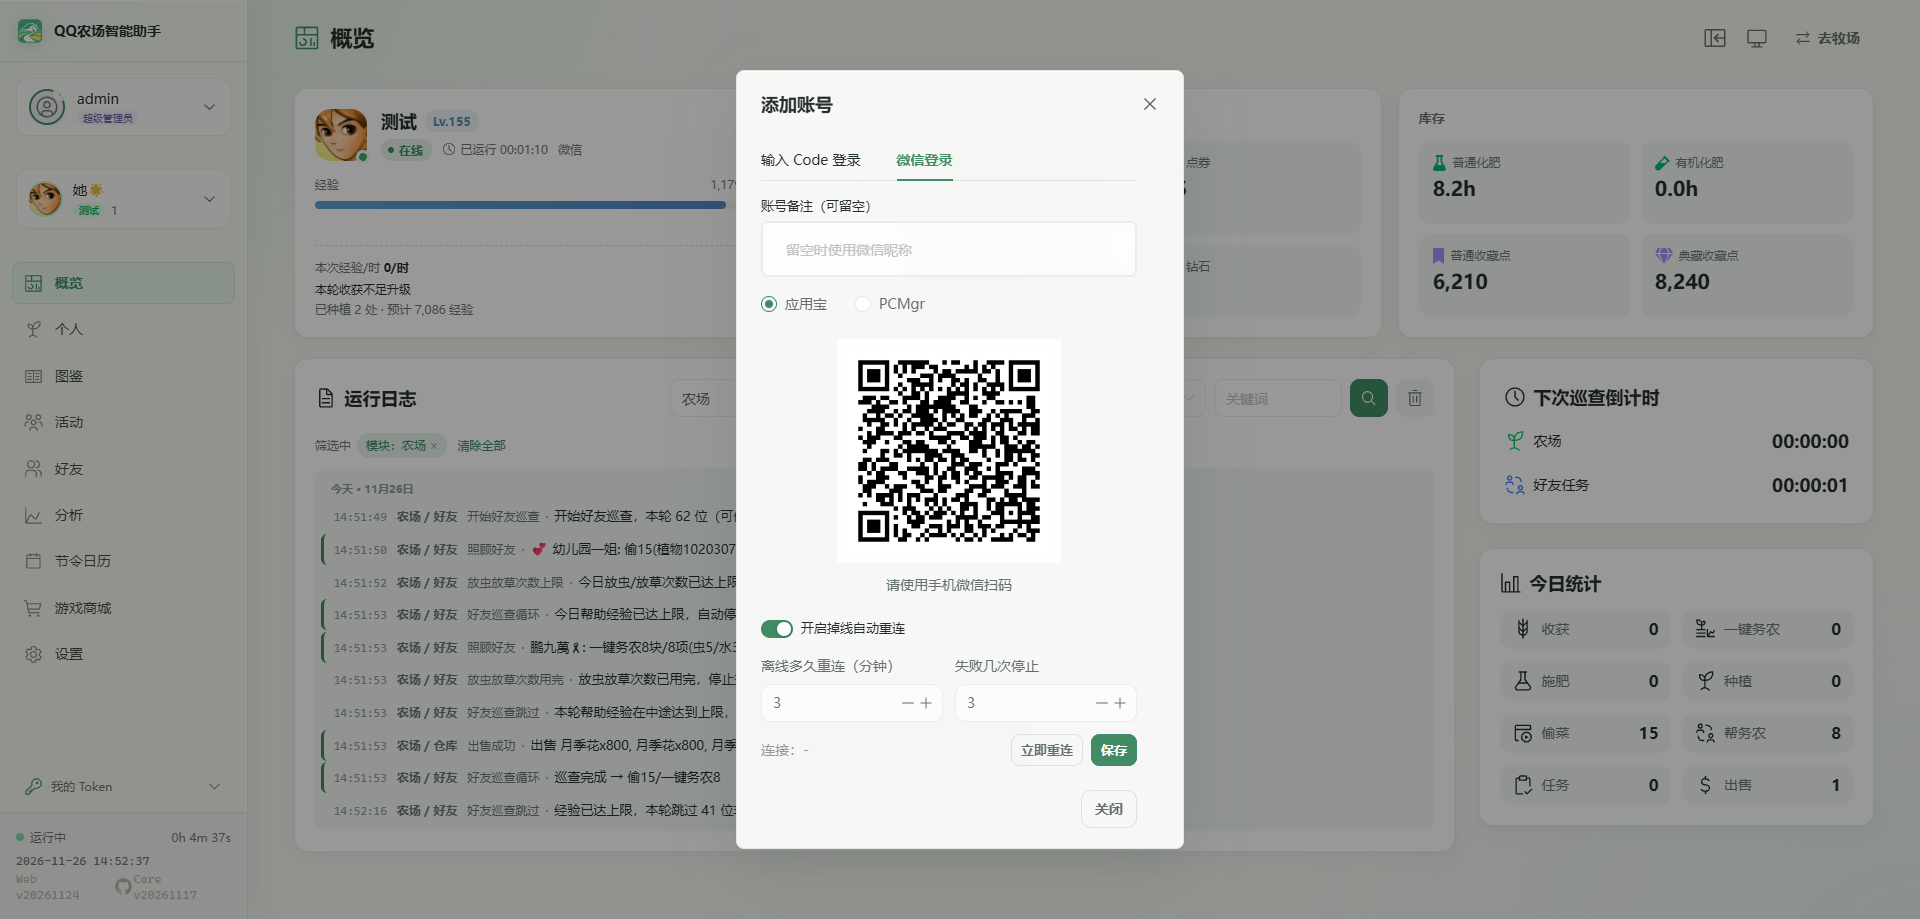 QQ农场智能助手
admin
超级管理员
她
测试 1
概览
个人
图鉴
活动
好友
分析
节令日历
游戏商城
设置
我的 Token
运行中 0h 4m 37s
2026-11-26 14:52:37
Web
v20261124
Core
v20261117
概览
去牧场
测试 Lv.155
在线 已运行 00:01:10 微信
经验 1,179
本次经验/时 0/时
本轮收获不足升级
已种植 2 处 · 预计 7,086 经验
点券
钻石
库存
普通化肥
8.2h
有机化肥
0.0h
普通收藏点
6,210
典藏收藏点
8,240
运行日志
农场
关键词
筛选中 模块：农场 × 清除全部
今天 • 11月26日
14:51:49 农场 / 好友 开始好友巡查 · 开始好友巡查，本轮 62 位（可
14:51:50 农场 / 好友 照顾好友 · 💕 幼儿园一姐: 偷15(植物1020307
14:51:52 农场 / 好友 放虫放草次数上限 · 今日放虫/放草次数已达上限
14:51:53 农场 / 好友 好友巡查循环 · 今日帮助经验已达上限，自动停
14:51:53 农场 / 好友 照顾好友 · 鹏九萬🎗: 一键务农8块/8项(虫5/水3
14:51:53 农场 / 好友 放虫放草次数用完 · 放虫放草次数已用完，停止
14:51:53 农场 / 好友 好友巡查跳过 · 本轮帮助经验在中途达到上限，
14:51:53 农场 / 仓库 出售成功 · 出售 月季花x800, 月季花x800, 月季
14:51:53 农场 / 好友 好友巡查循环 · 巡查完成 → 偷15/一键务农8
14:52:16 农场 / 好友 好友巡查跳过 · 经验已达上限，本轮跳过 41 位
下次巡查倒计时
农场 00:00:00
好友任务 00:00:01
今日统计
收获 0
一键务农 0
施肥 0
种植 0
偷菜 15
帮务农 8
任务 0
出售 1
添加账号
输入 Code 登录 微信登录
账号备注（可留空）
留空时使用微信昵称
应用宝 PCMgr
请使用手机微信扫码
开启掉线自动重连
离线多久重连（分钟） 失败几次停止
3 3
连接：- 立即重连 保存
关闭